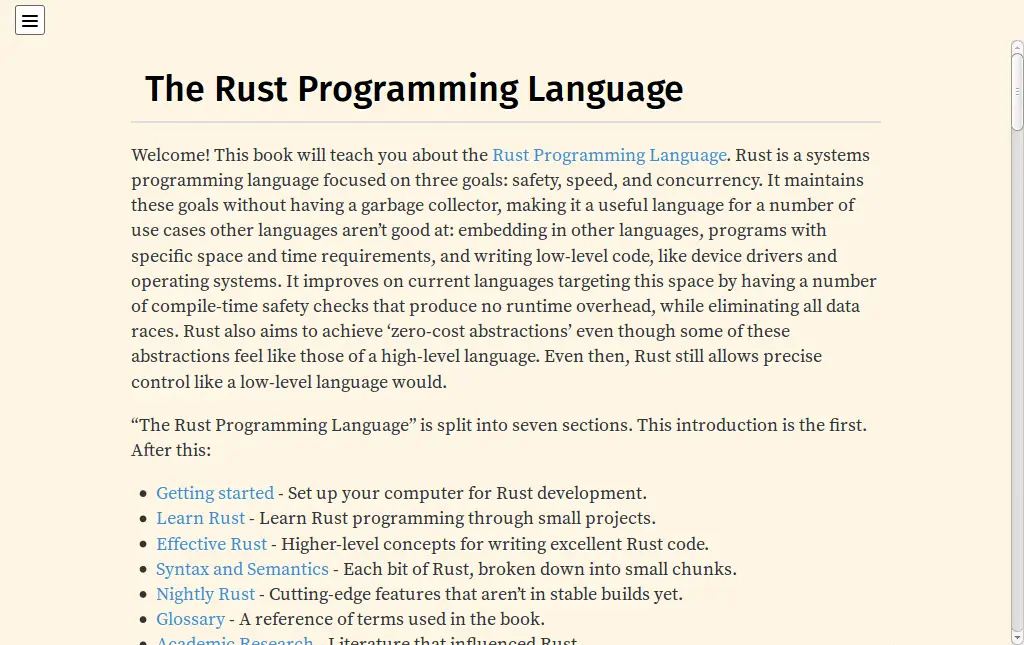 The Rust Programming Language
Welcome! This book will teach you about the Rust Programming Language. Rust is a systems
programming language focused on three goals: safety, speed, and concurrency. It maintains
these goals without having a garbage collector, making it a useful language for a number of
use cases other languages aren’t good at: embedding in other languages, programs with
specific space and time requirements, and writing low-level code, like device drivers and
operating systems. It improves on current languages targeting this space by having a number
of compile-time safety checks that produce no runtime overhead, while eliminating all data
races. Rust also aims to achieve ‘zero-cost abstractions’ even though some of these
abstractions feel like those of a high-level language. Even then, Rust still allows precise
control like a low-level language would.
“The Rust Programming Language” is split into seven sections. This introduction is the first.
After this:
• Getting started - Set up your computer for Rust development.
• Learn Rust - Learn Rust programming through small projects.
• Effective Rust - Higher-level concepts for writing excellent Rust code.
• Syntax and Semantics - Each bit of Rust, broken down into small chunks.
• Nightly Rust - Cutting-edge features that aren’t in stable builds yet.
• Glossary - A reference of terms used in the book.
• Academic Research - Literature that influenced Rust.